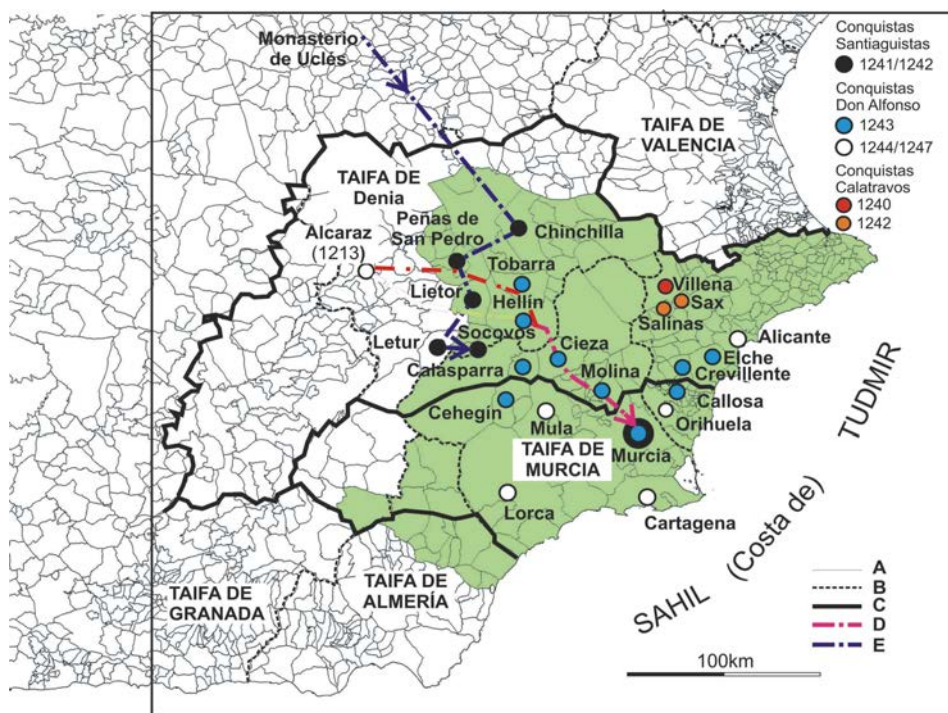 Monasterio
de Uclés
Conquistas
Santiaguistas
1241/1242
Conquistas
Don Alfonso
1243
1244/1247
Conquistas
Calatravos
1240
1242
TAIFA DE
VALENCIA
TAIFA DE
Denia
Peñas de
San Pedro
Chinchilla
Alcaraz
(1213)
Tobarra
Lietor
Hellín
Villena
Sax
Salinas
Letur
Socovos
Cieza
Alicante
Calasparra
Molina
Elche
Crevillente
Cehegín
Mula
Callosa
Orihuela
TAIFA DE
MURCIA
Murcia
Lorca
Cartagena
SAHIL (Costa de) TUDMIR
TAIFA DE
GRANADA
TAIFA DE
ALMERÍA
A
B
C
D
E
100km